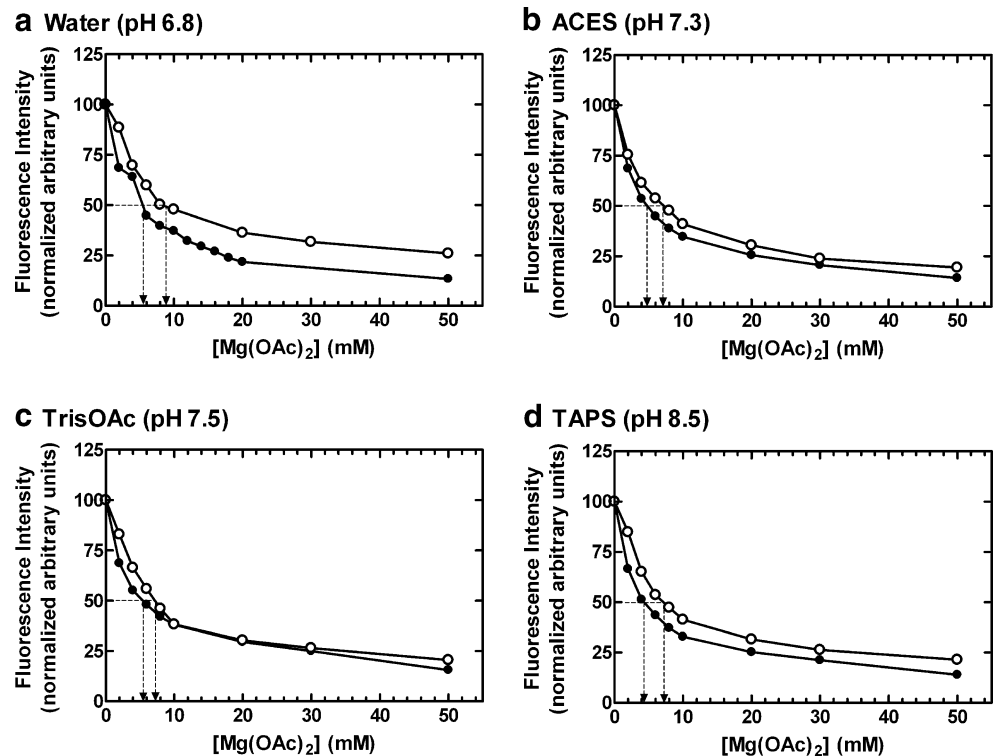 a Water (pH 6.8)
Fluorescence Intensity
(normalized arbitrary units)
125
100
75
50
25
0
0 10 20 30 40 50
[Mg(OAc)2] (mM)
b ACES (pH 7.3)
Fluorescence Intensity
(normalized arbitrary units)
125
100
75
50
25
0
0 10 20 30 40 50
[Mg(OAc)2] (mM)
c TrisOAc (pH 7.5)
Fluorescence Intensity
(normalized arbitrary units)
125
100
75
50
25
0
0 10 20 30 40 50
[Mg(OAc)2] (mM)
d TAPS (pH 8.5)
Fluorescence Intensity
(normalized arbitrary units)
125
100
75
50
25
0
0 10 20 30 40 50
[Mg(OAc)2] (mM)